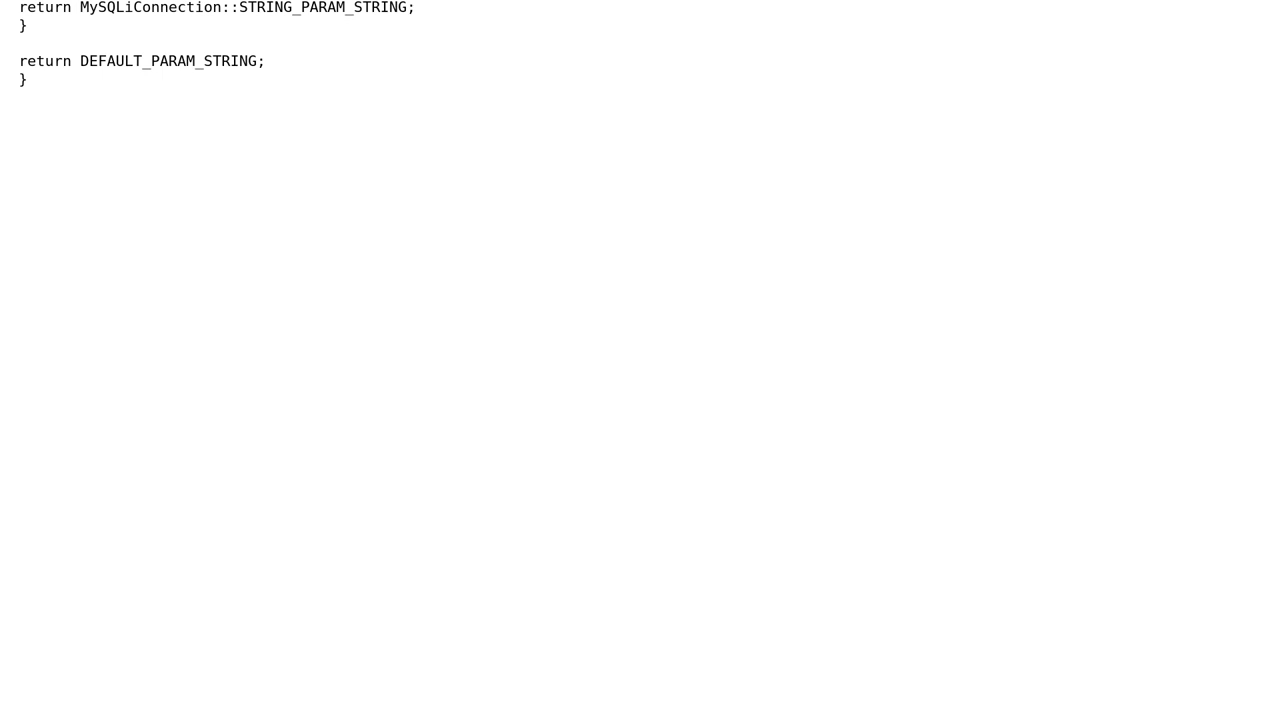 return MySQLiConnection::STRING_PARAM_STRING;
}

return DEFAULT_PARAM_STRING;
}